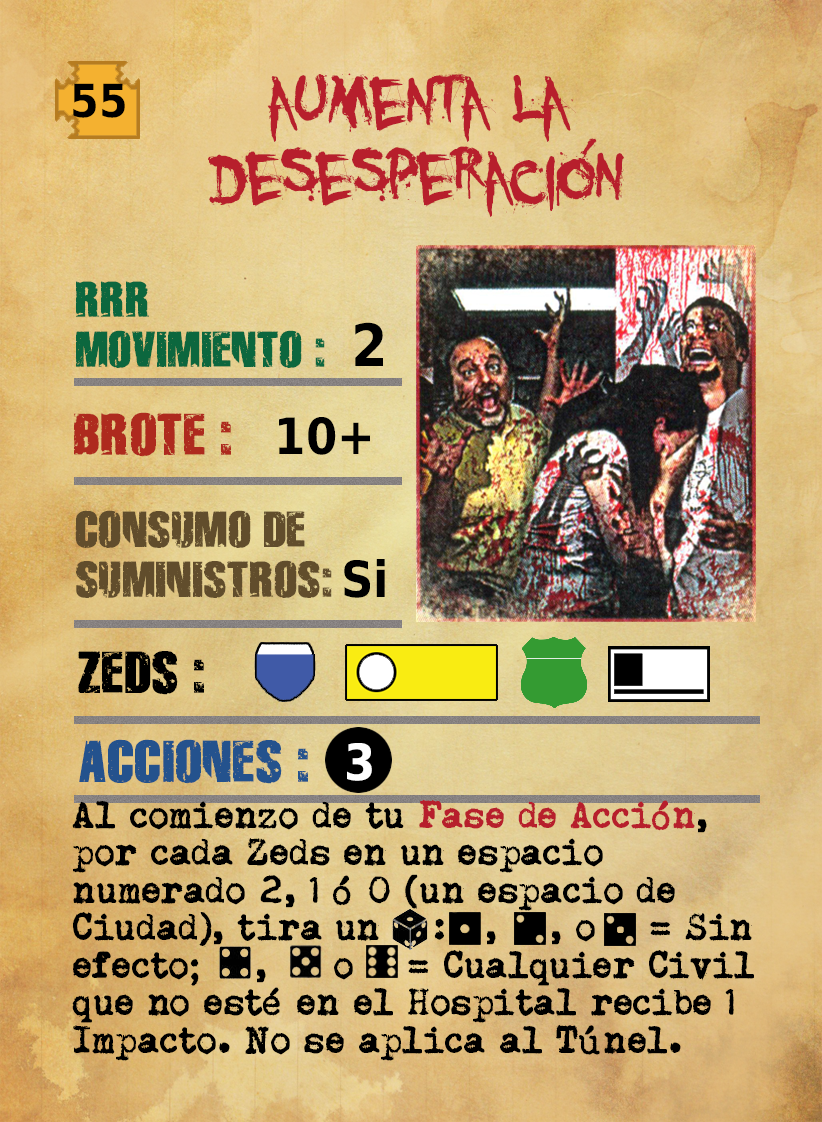 55
AUMENTA LA
DESESPERACIÓN
RRR
MOVIMIENTO : 2
BROTE : 10+
CONSUMO DE
SUMINISTROS: Si
ZEDS :
ACCIONES : 3
Al comienzo de tu Fase de Acción,
por cada Zeds en un espacio
numerado 2, 1 ó 0 (un espacio de
Ciudad), tira un :, , o = Sin
efecto; , o = Cualquier Civil
que no esté en el Hospital recibe 1
Impacto. No se aplica al Túnel.